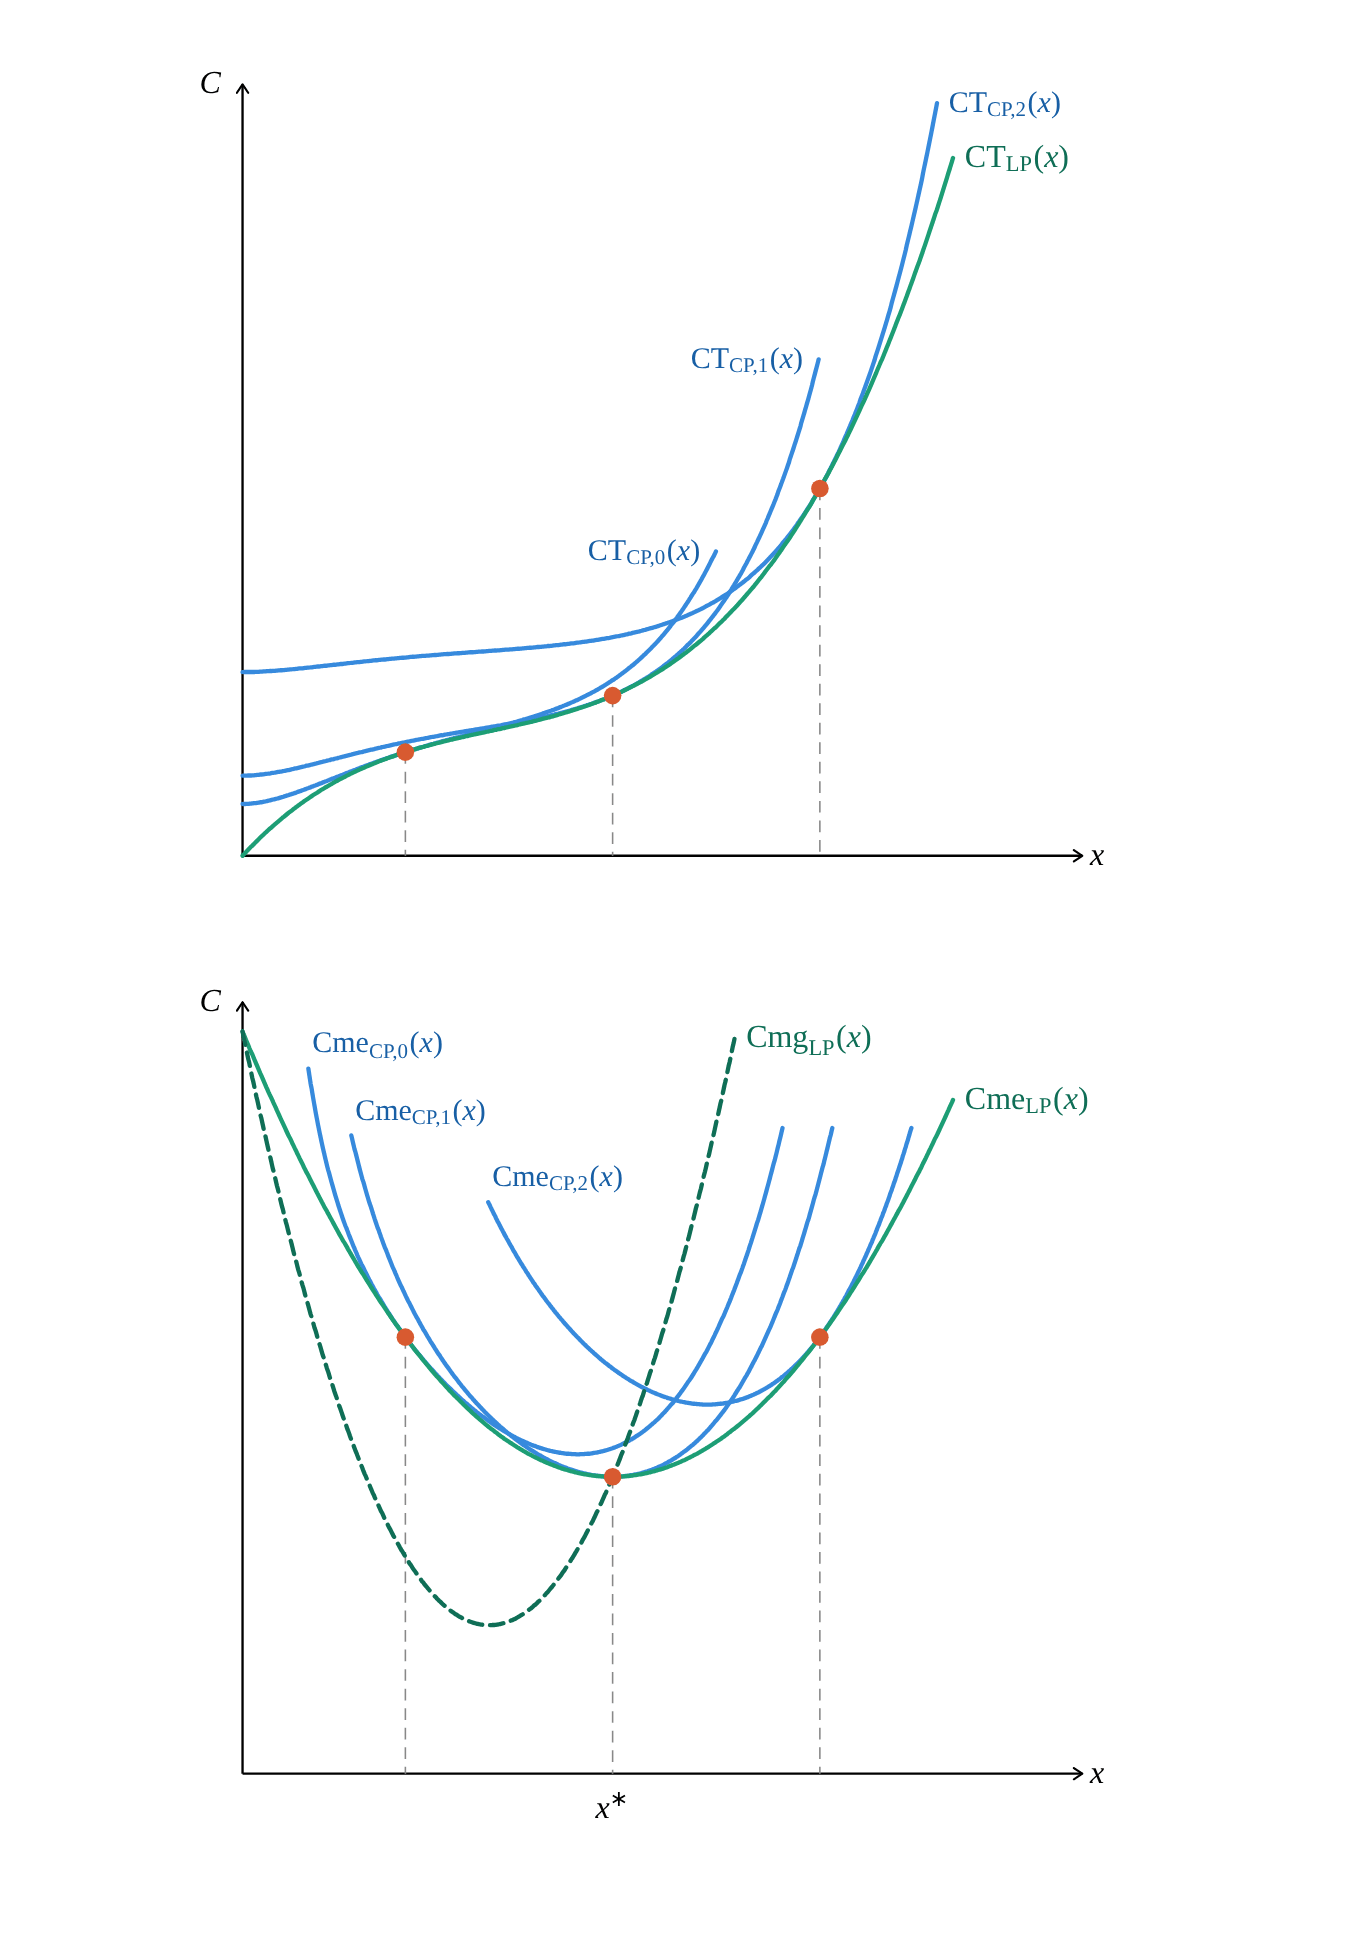 C
CT_CP,2(x)
CT_LP(x)
CT_CP,1(x)
CT_CP,0(x)
x
C
Cme_CP,0(x)
Cmg_LP(x)
Cme_CP,1(x)
Cme_LP(x)
Cme_CP,2(x)
x
x*